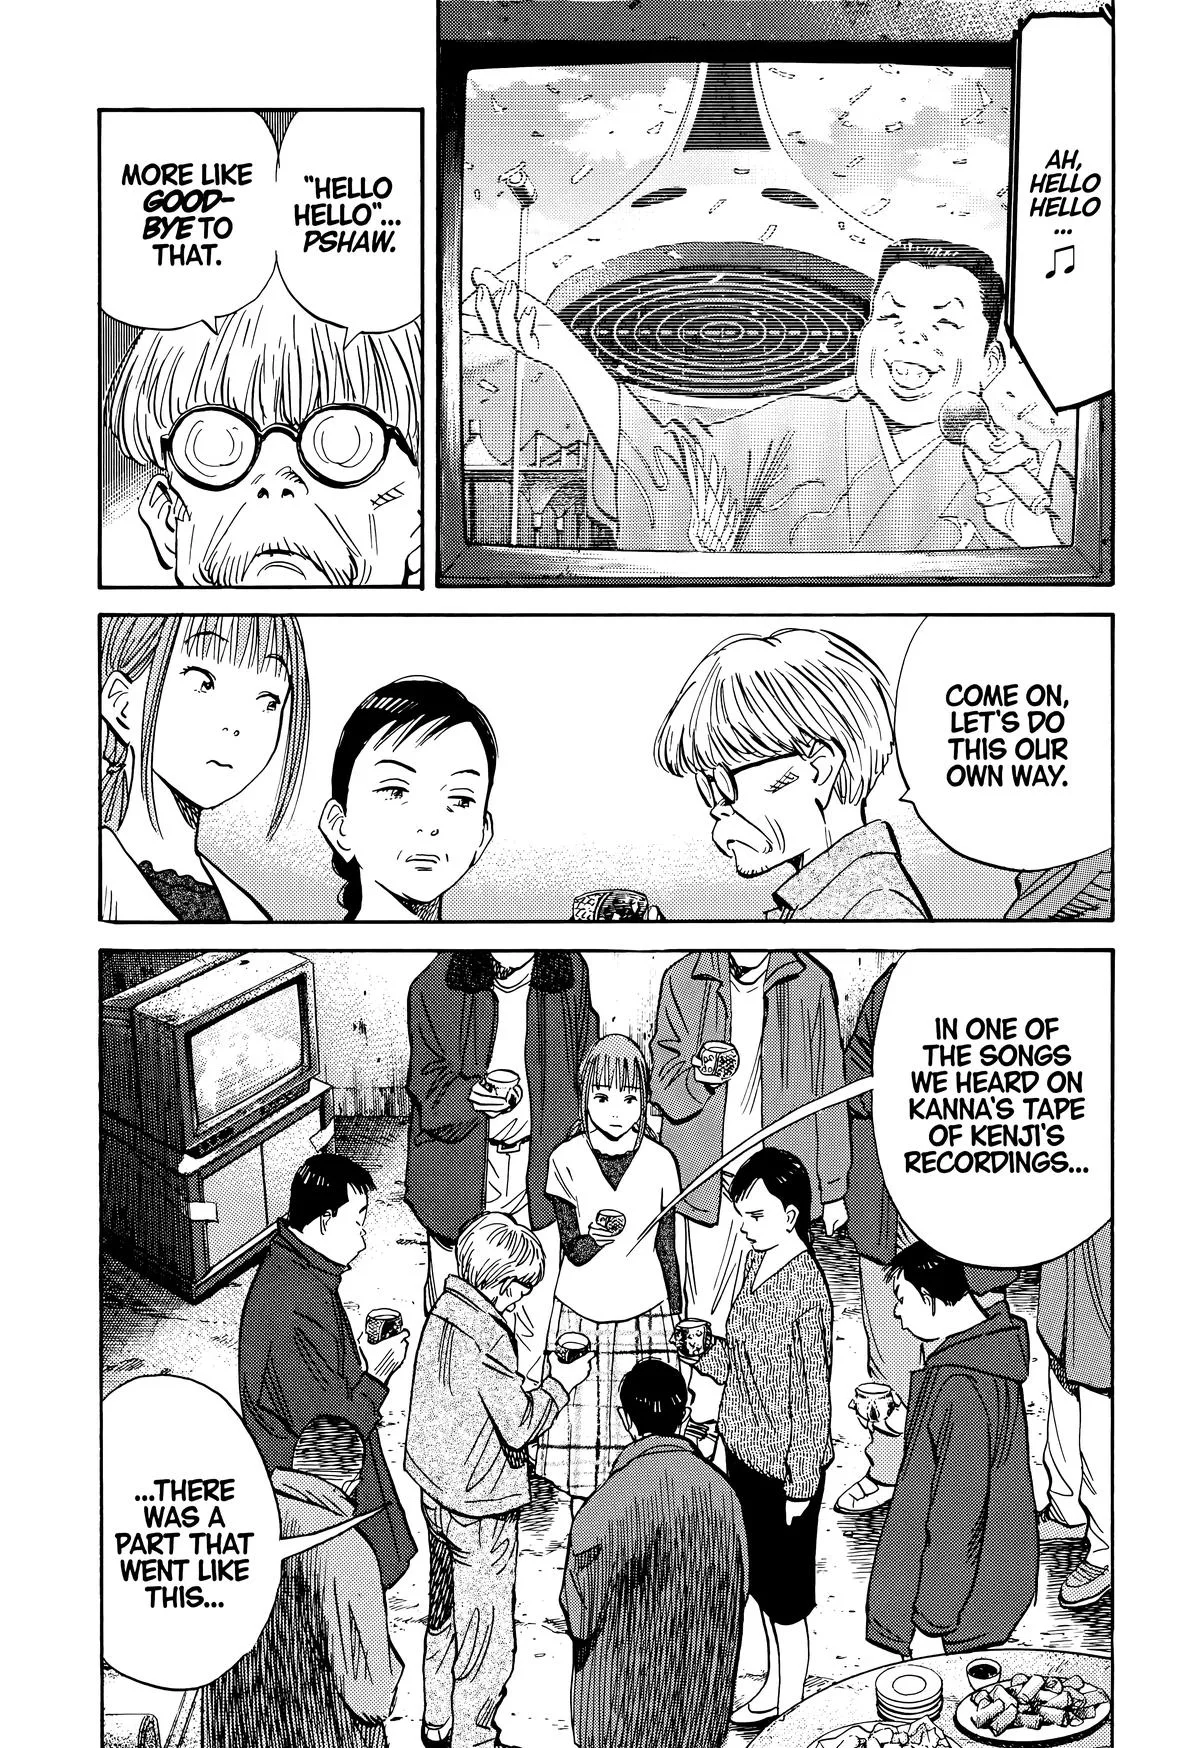 AH,
HELLO
HELLO
...
♫
"HELLO
HELLO"...
PSHAW.
MORE LIKE
GOOD-
BYE TO
THAT.
COME ON,
LET'S DO
THIS OUR
OWN WAY.
IN ONE OF
THE SONGS
WE HEARD ON
KANNA'S TAPE
OF KENJI'S
RECORDINGS...
...THERE
WAS A
PART THAT
WENT LIKE
THIS...